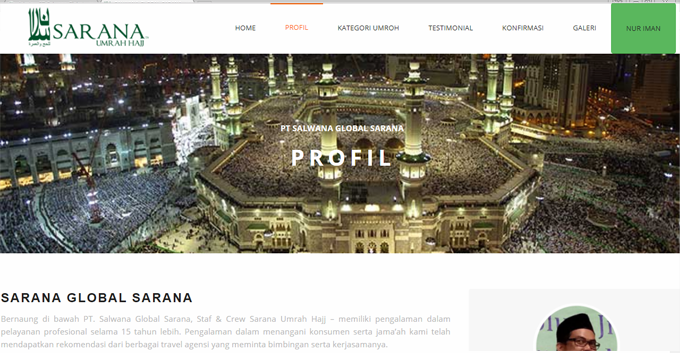 SARANA
UMRAH HAJJ
للحج والعمرة
HOME
PROFIL
KATEGORI UMROH
TESTIMONIAL
KONFIRMASI
GALERI
NUR IMAN
PT SALWANA GLOBAL SARANA
PROFIL
SARANA GLOBAL SARANA
Bernaung di bawah PT. Salwana Global Sarana, Staf & Crew Sarana Umrah Hajj – memiliki pengalaman dalam
pelayanan profesional selama 15 tahun lebih. Pengalaman dalam menangani konsumen serta jama'ah kami telah
mendapatkan rekomendasi dari berbagai travel agensi yang meminta bimbingan serta kerjasamanya.